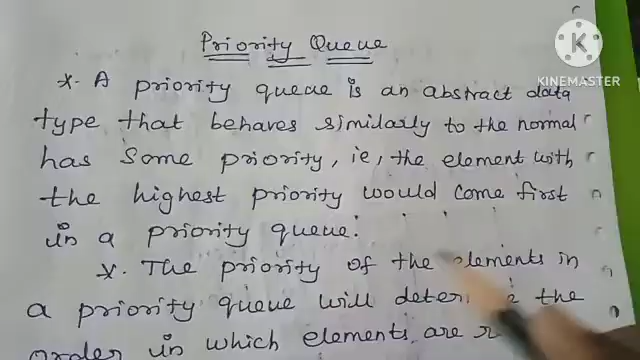 Priority Queue
KINEMASTER
*. A priority queue is an abstract data
type that behaves similarly to the normal
has some priority, ie, the element with
the highest priority would come first
in a priority queue.
*. The priority of the elements in
a priority queue will the
order in which elements are